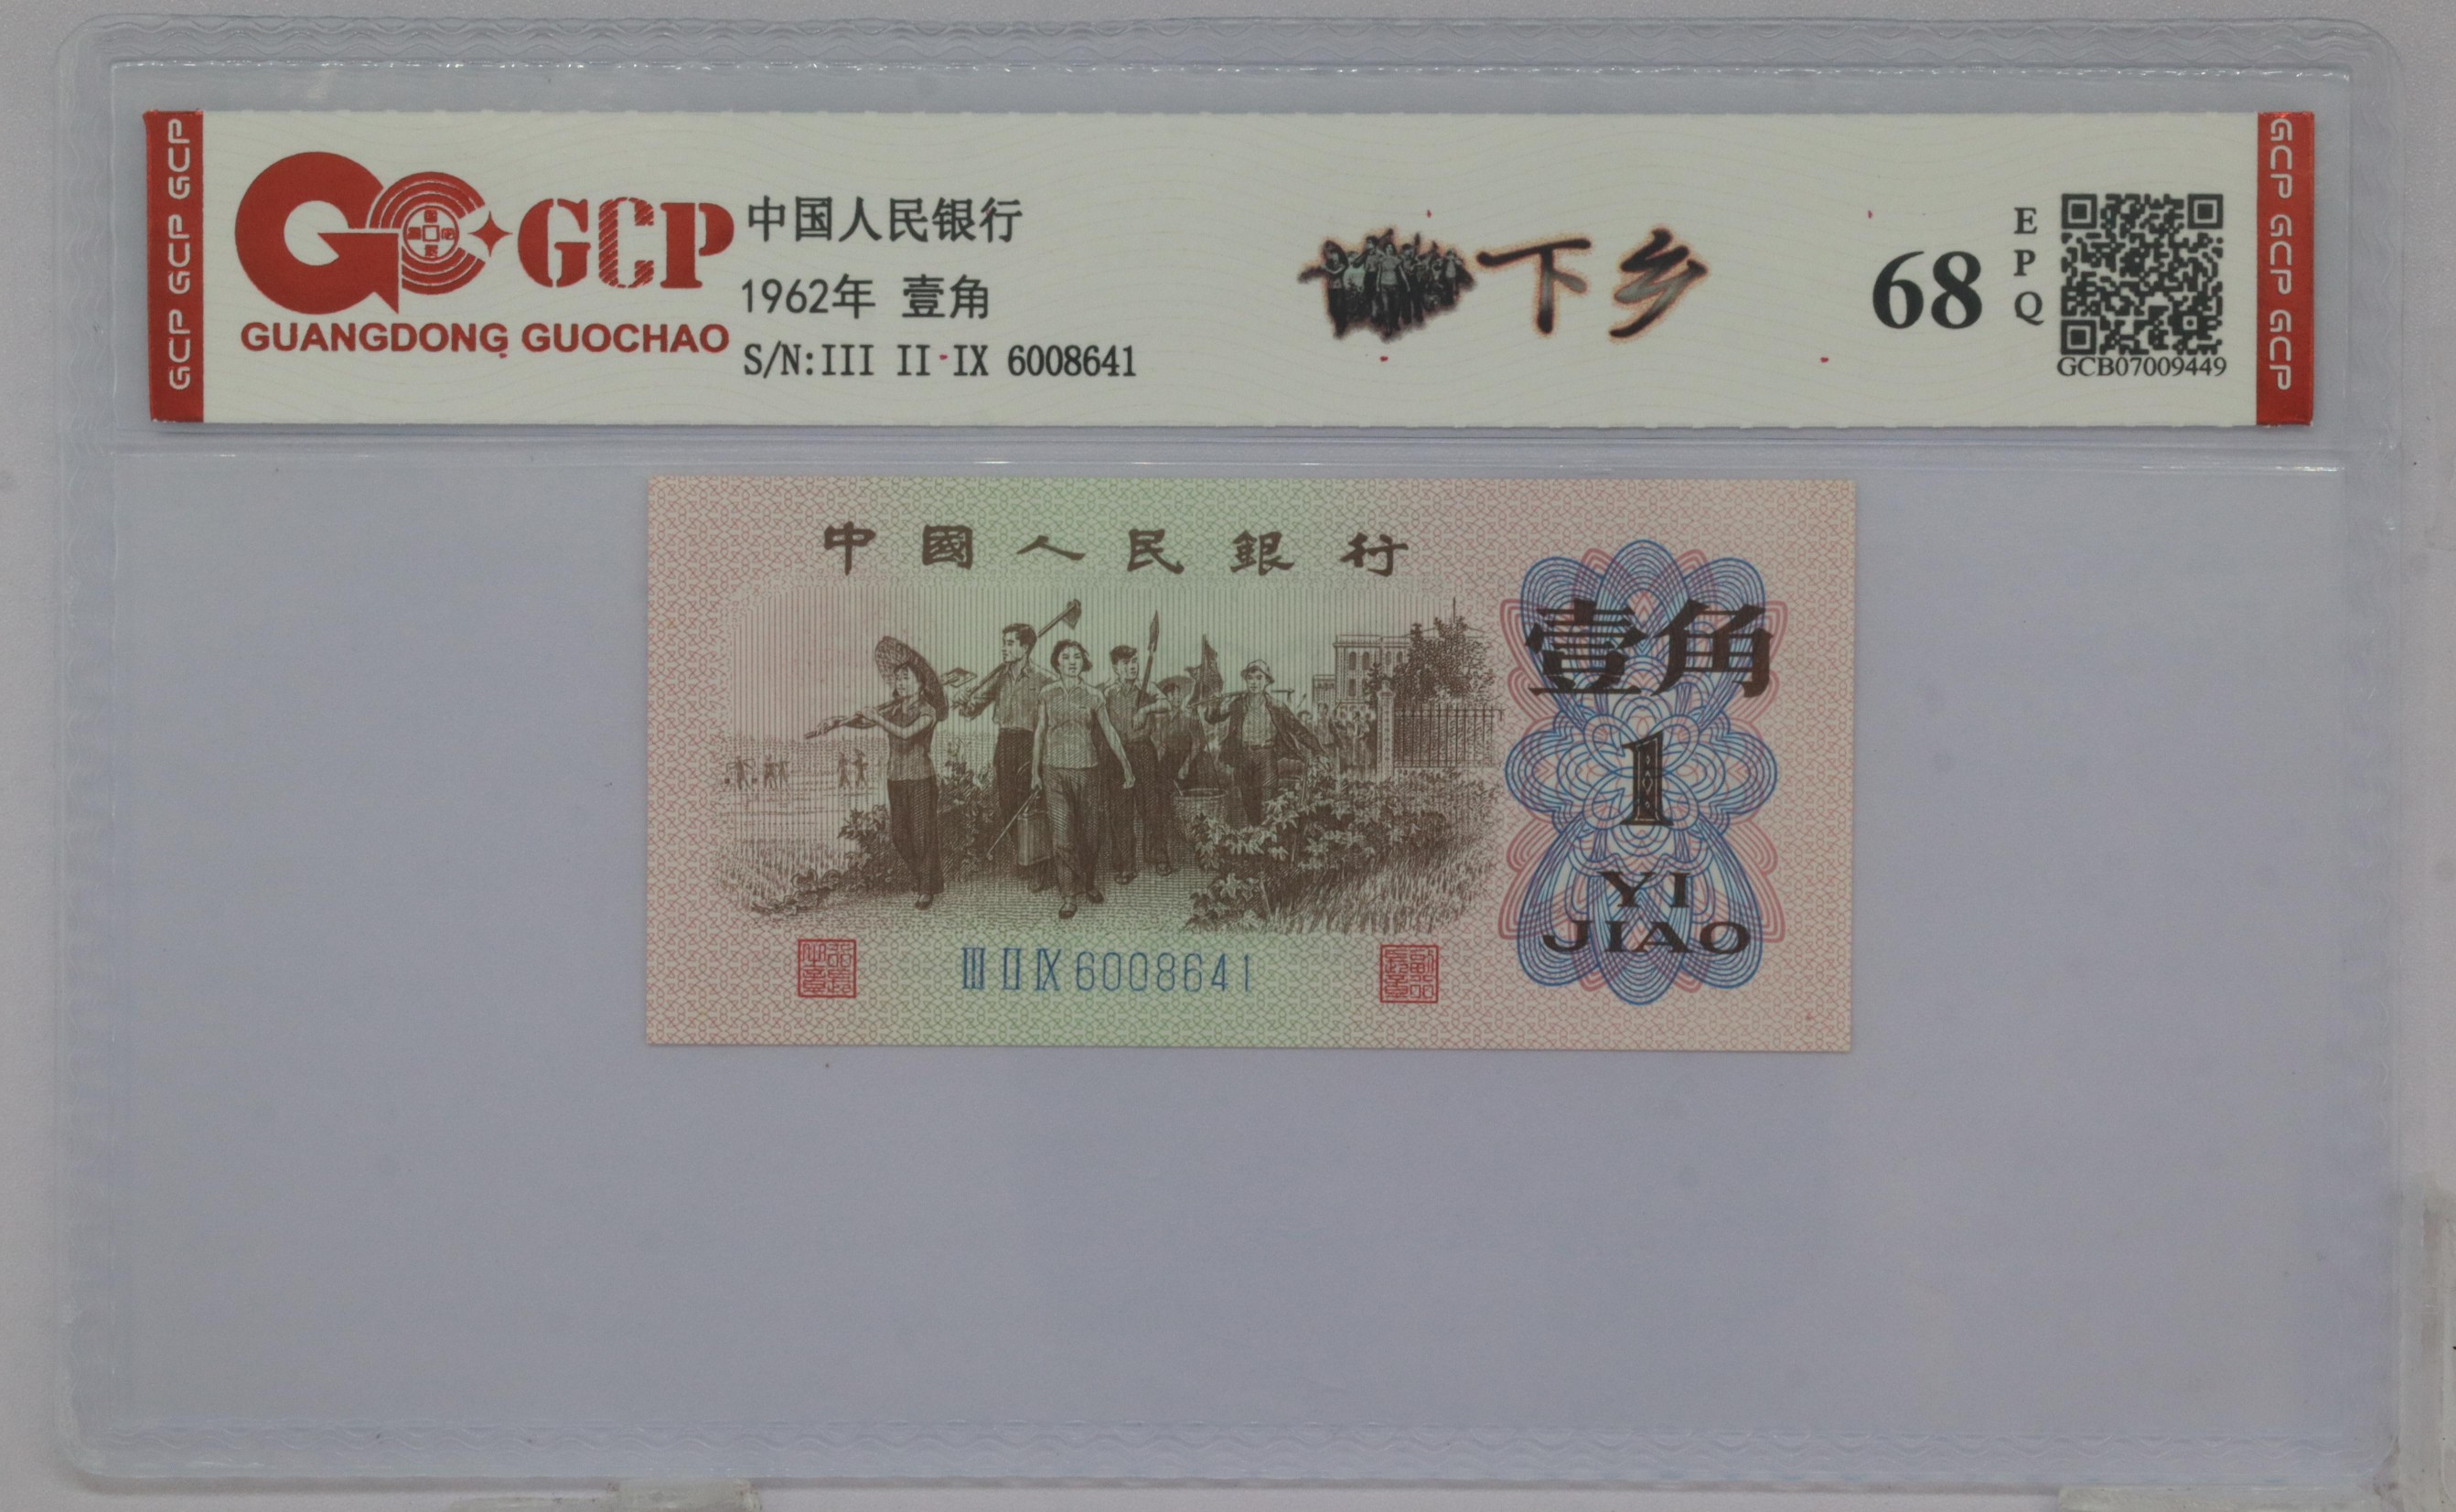 GCP GCP GCP
GCP
GUANGDONG GUOCHAO
中国人民银行
1962年 壹角
S/N:III II IX 6008641
下乡
68
EPQ
GCB07009449
GCP GCP GCP
中國人民銀行
壹角
1
YI
JIAO
III II IX 6008641